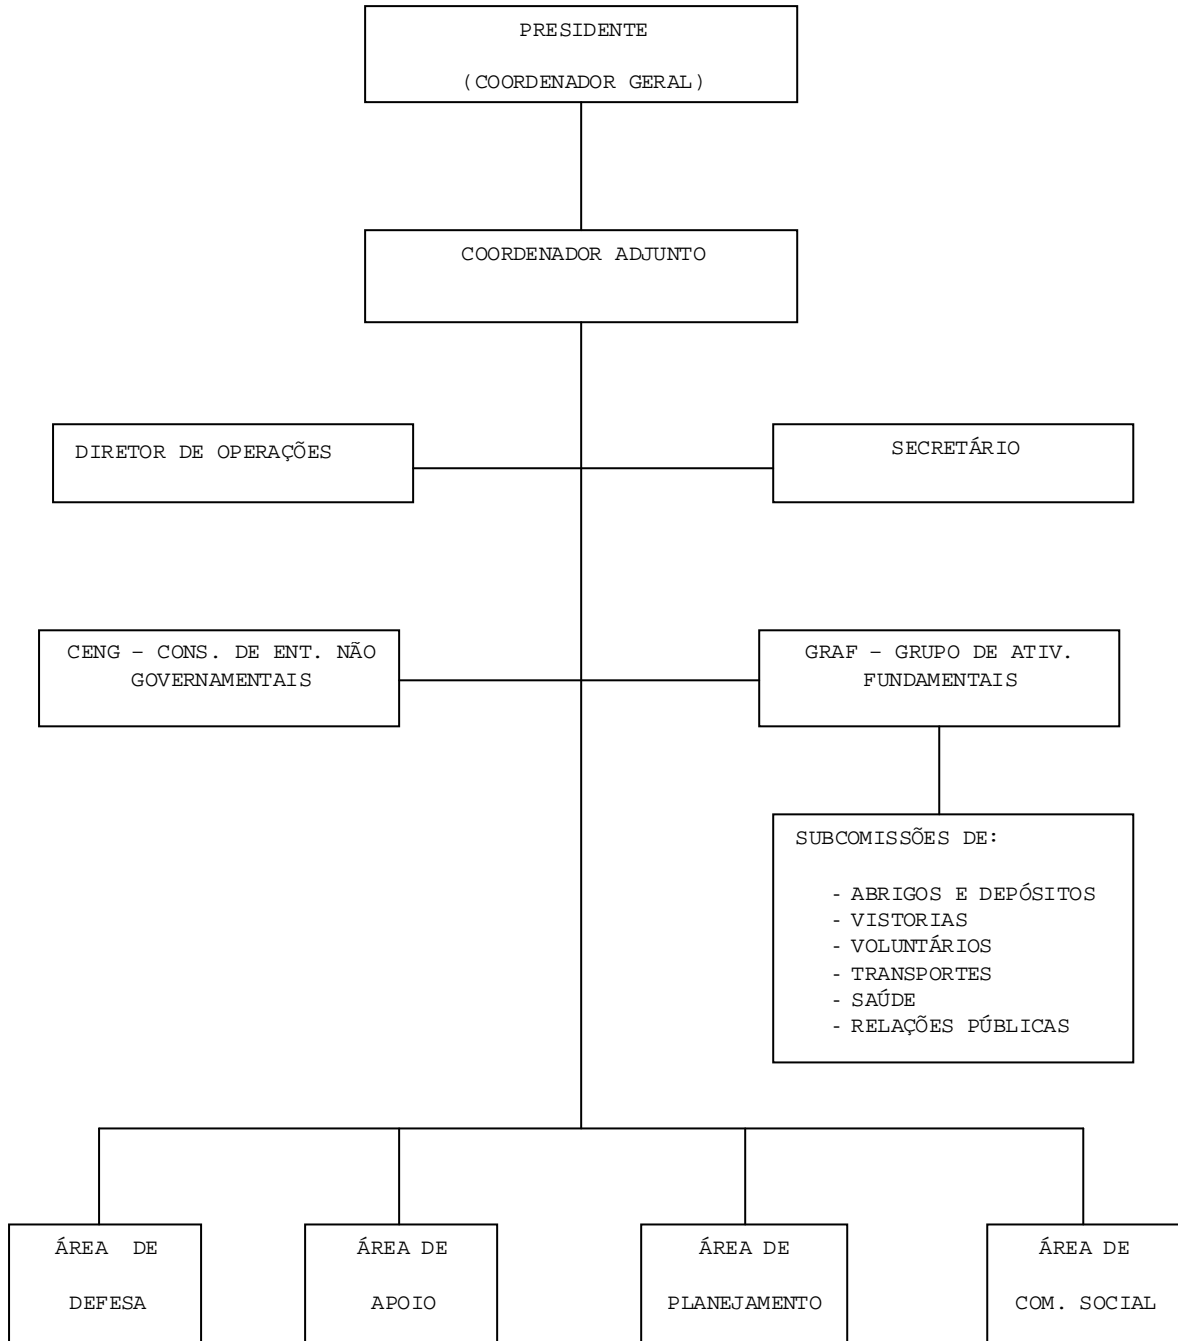 PRESIDENTE
(COORDENADOR GERAL)
COORDENADOR ADJUNTO
DIRETOR DE OPERAÇÕES
SECRETÁRIO
CENG – CONS. DE ENT. NÃO
GOVERNAMENTAIS
GRAF – GRUPO DE ATIV.
FUNDAMENTAIS
SUBCOMISSÕES DE:
- ABRIGOS E DEPÓSITOS
- VISTORIAS
- VOLUNTÁRIOS
- TRANSPORTES
- SAÚDE
- RELAÇÕES PÚBLICAS
ÁREA DE
DEFESA
ÁREA DE
APOIO
ÁREA DE
PLANEJAMENTO
ÁREA DE
COM. SOCIAL